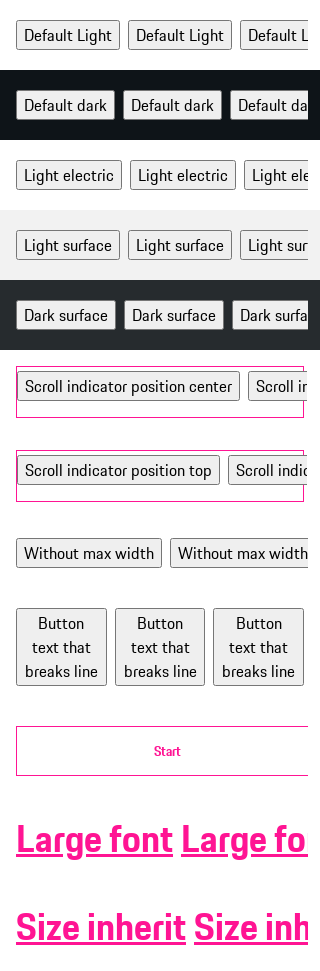 Default Light Default Light Default L
Default dark Default dark Default da
Light electric Light electric Light ele
Light surface Light surface Light sur
Dark surface Dark surface Dark surfa
Scroll indicator position center Scroll in
Scroll indicator position top Scroll indic
Without max width Without max width
Button Button Button
text that text that text that
breaks line breaks line breaks line
Start
Large font Large fo
Size inherit Size inh